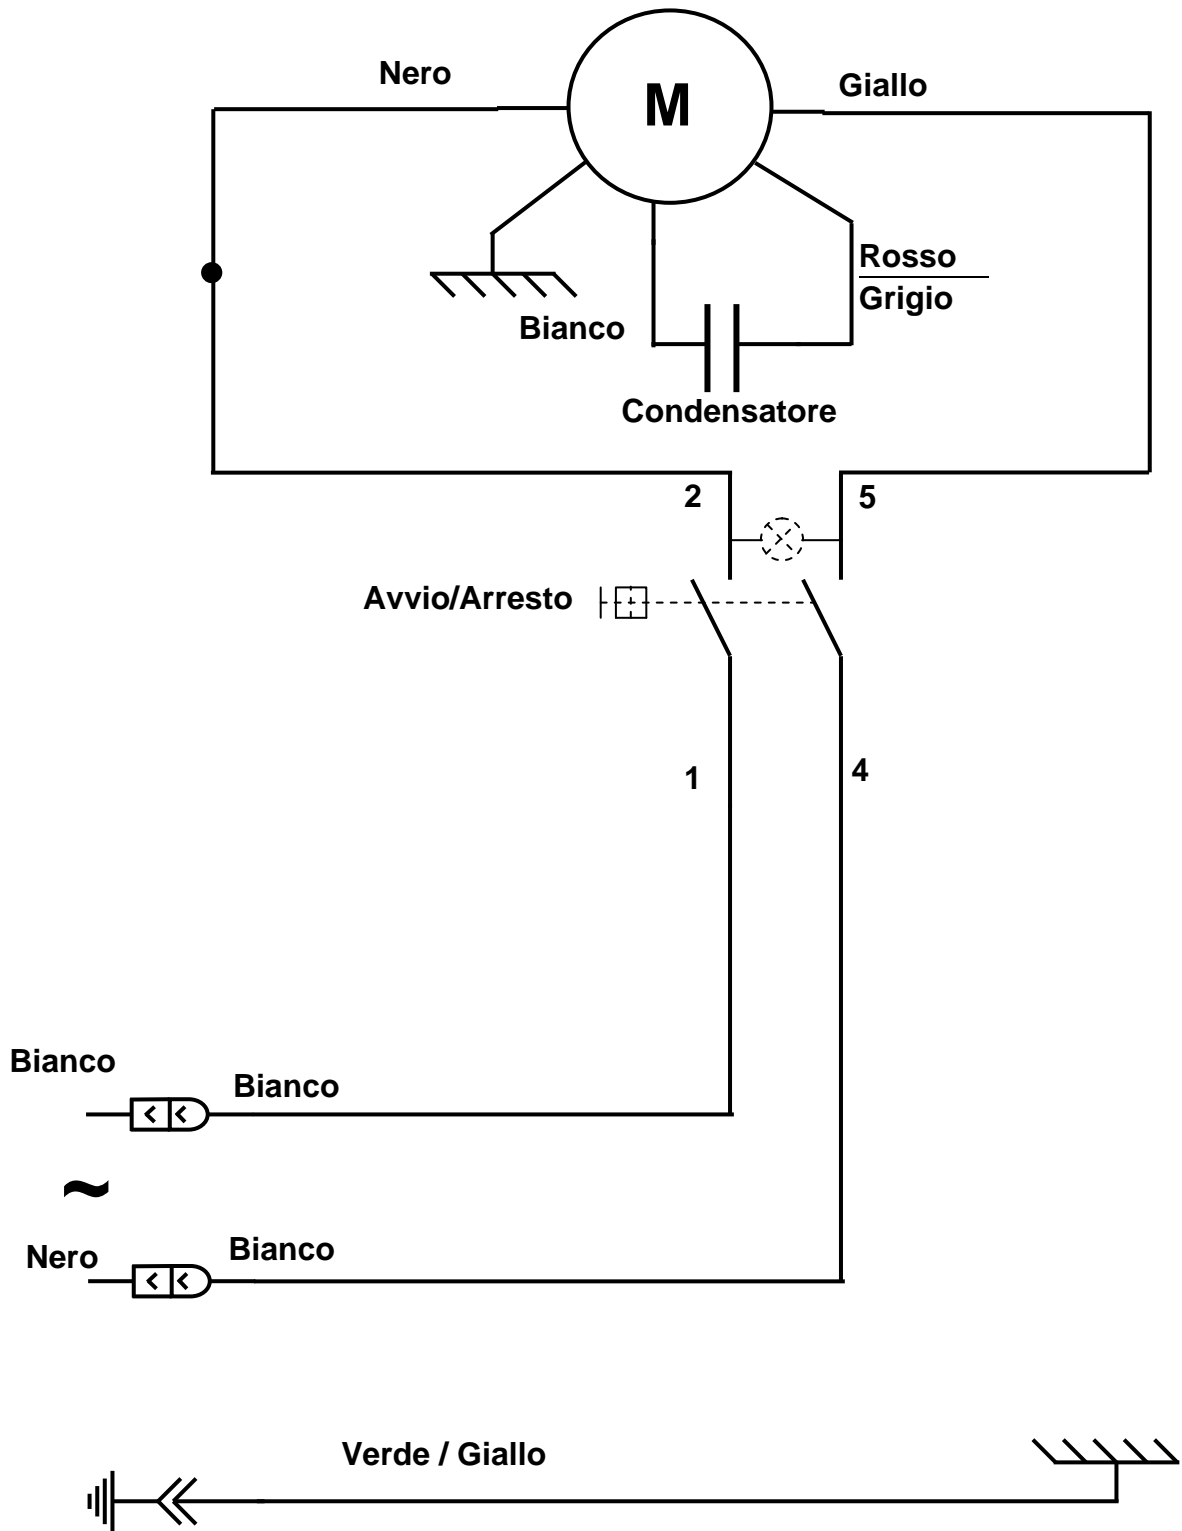 Nero
M
Giallo
Rosso
Grigio
Bianco
Condensatore
2
5
Avvio/Arresto
1
4
Bianco
Bianco
~
Nero
Bianco
Verde / Giallo